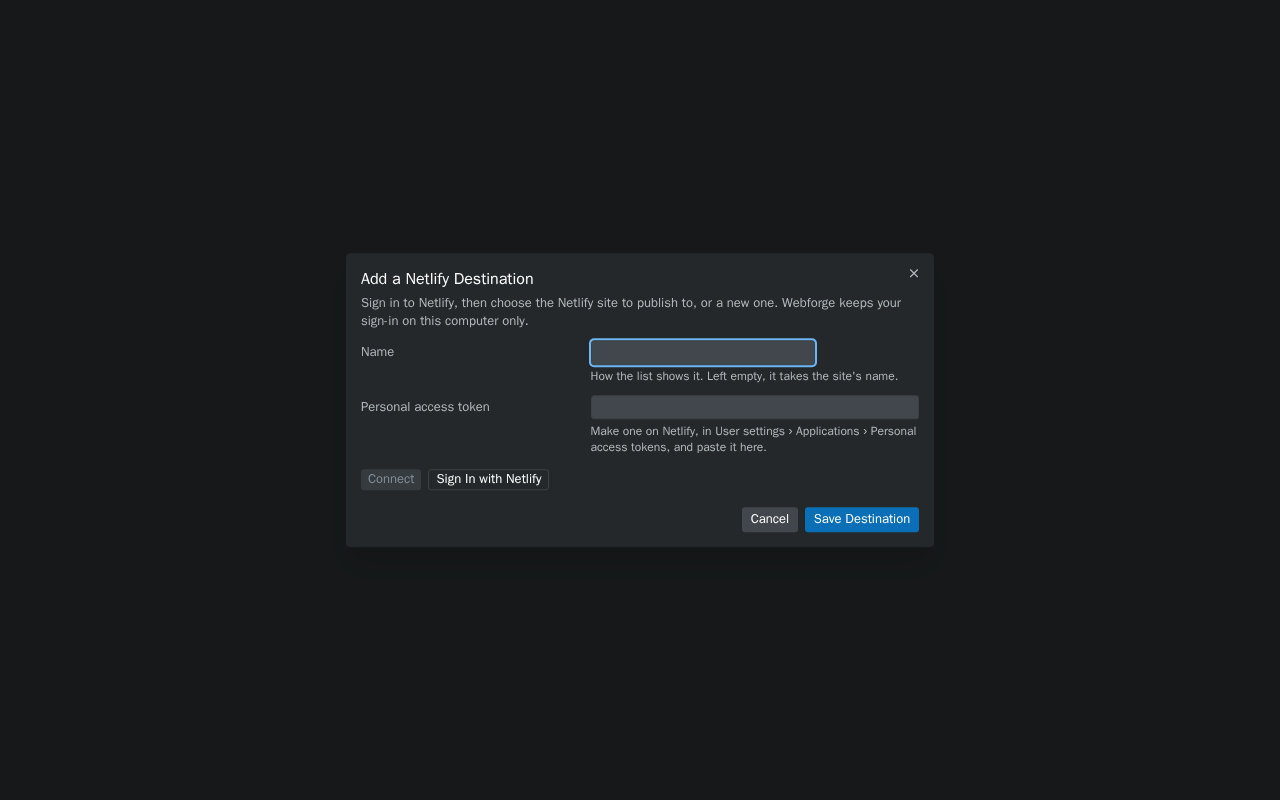 Add a Netlify Destination
Sign in to Netlify, then choose the Netlify site to publish to, or a new one. Webforge keeps your
sign-in on this computer only.
Name
How the list shows it. Left empty, it takes the site's name.
Personal access token
Make one on Netlify, in User settings › Applications › Personal
access tokens, and paste it here.
Connect
Sign In with Netlify
Cancel
Save Destination